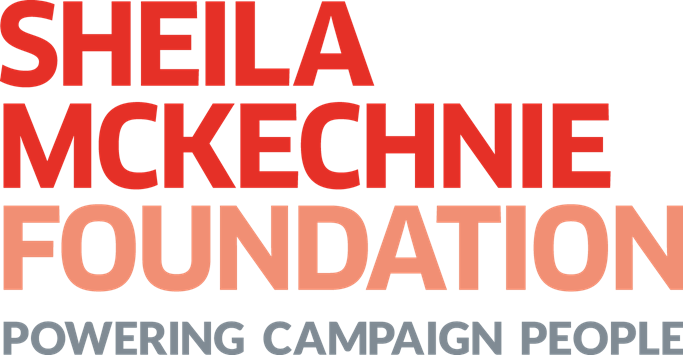 SHEILA
MCKECHNIE
FOUNDATION
POWERING CAMPAIGN PEOPLE